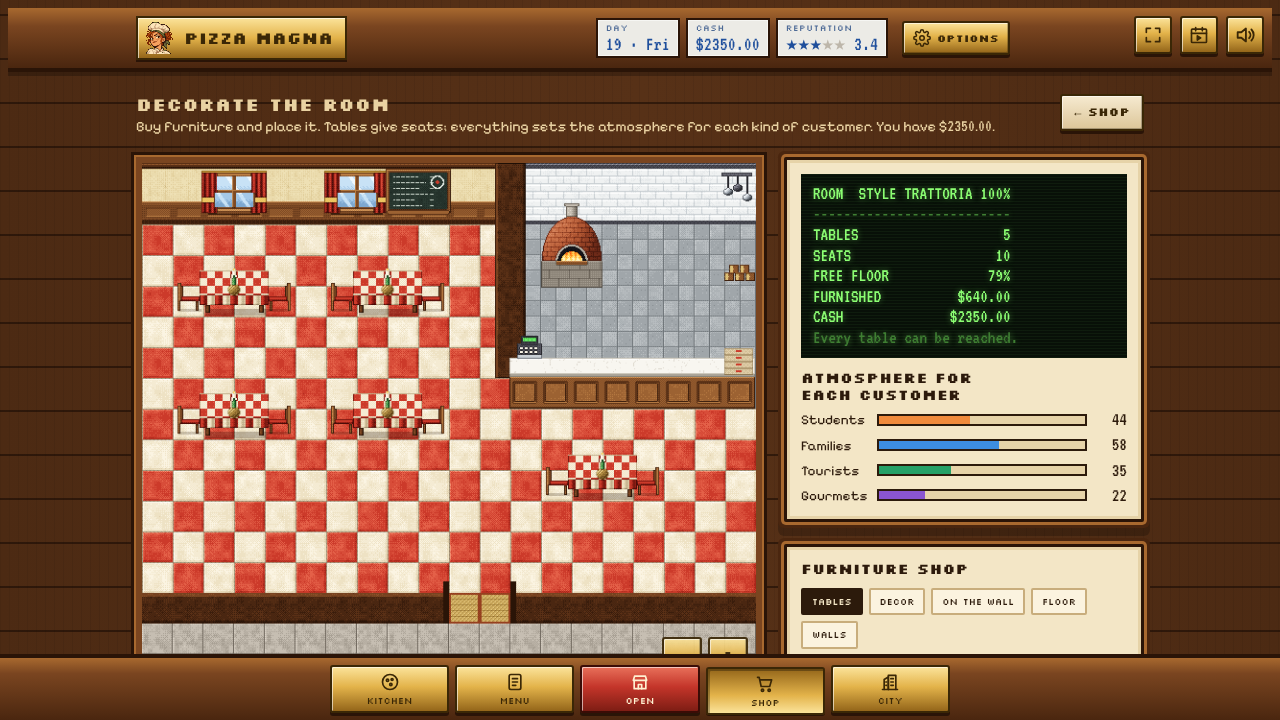 PIZZA MAGNA
DAY
19 · Fri
CASH
$2350.00
REPUTATION
★★★★★ 3.4
OPTIONS
DECORATE THE ROOM
Buy furniture and place it. Tables give seats; everything sets the atmosphere for each kind of customer. You have $2350.00.
← SHOP
ROOM STYLE TRATTORIA 100%
--------------------------
TABLES 5
SEATS 10
FREE FLOOR 79%
FURNISHED $640.00
CASH $2350.00
Every table can be reached.
ATMOSPHERE FOR
EACH CUSTOMER
Students 44
Families 58
Tourists 35
Gourmets 22
FURNITURE SHOP
TABLES
DECOR
ON THE WALL
FLOOR
WALLS
KITCHEN
MENU
OPEN
SHOP
CITY